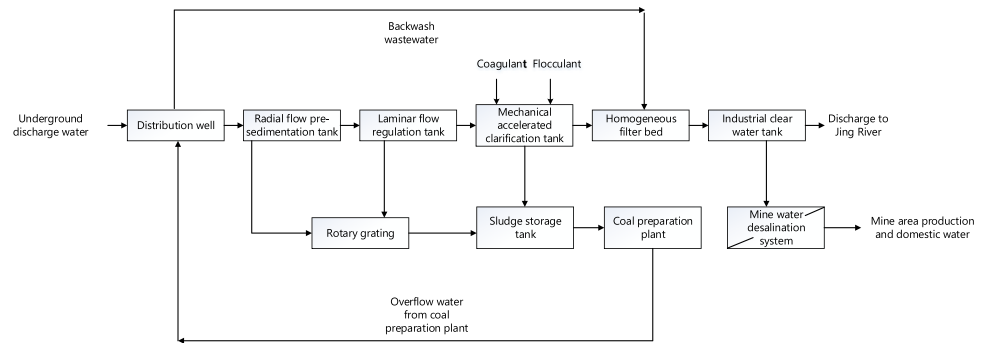 Backwash
wastewater
Coagulant Flocculant
Underground
discharge water
Distribution well
Radial flow pre-
sedimentation tank
Laminar flow
regulation tank
Mechanical
accelerated
clarification tank
Homogeneous
filter bed
Industrial clear
water tank
Discharge to
Jing River
Rotary grating
Sludge storage
tank
Coal preparation
plant
Mine water
desalination
system
Mine area production
and domestic water
Overflow water
from coal
preparation plant